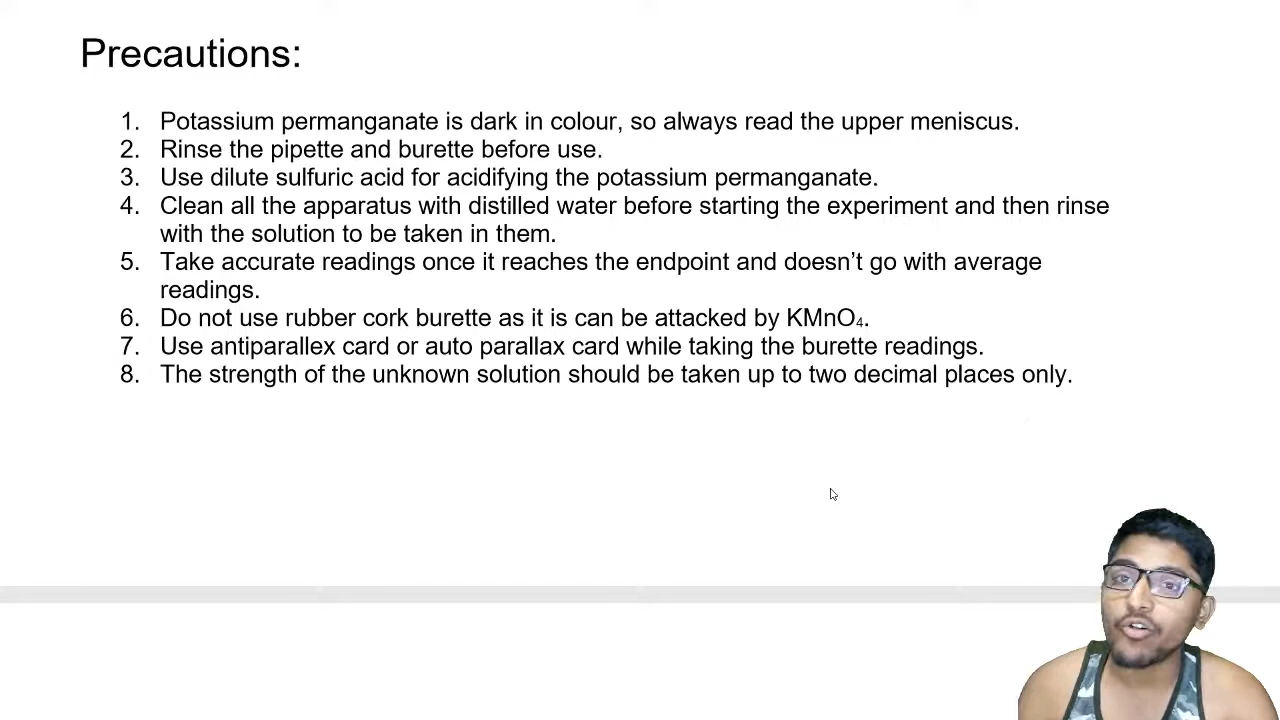 Precautions:
1. Potassium permanganate is dark in colour, so always read the upper meniscus.
2. Rinse the pipette and burette before use.
3. Use dilute sulfuric acid for acidifying the potassium permanganate.
4. Clean all the apparatus with distilled water before starting the experiment and then rinse
with the solution to be taken in them.
5. Take accurate readings once it reaches the endpoint and doesn’t go with average
readings.
6. Do not use rubber cork burette as it is can be attacked by KMnO₄.
7. Use antiparallex card or auto parallax card while taking the burette readings.
8. The strength of the unknown solution should be taken up to two decimal places only.